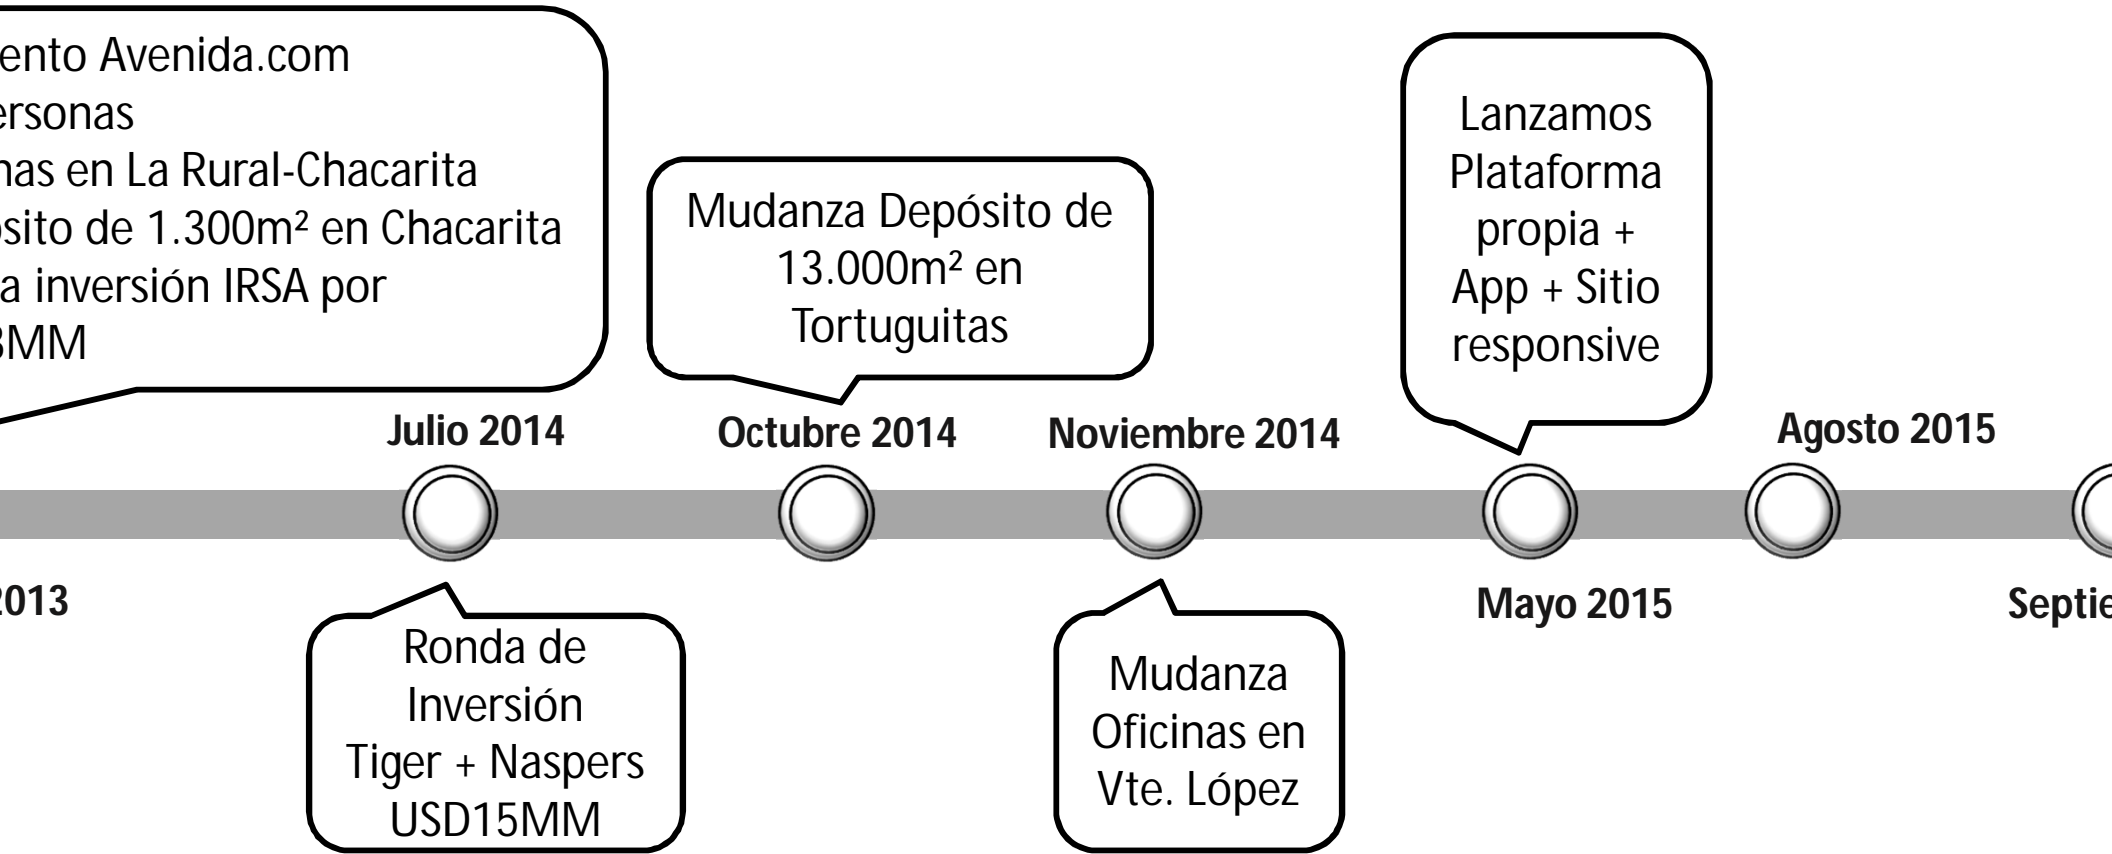 ento Avenida.com
ersonas
nas en La Rural-Chacarita
sito de 1.300m² en Chacarita
a inversión IRSA por
MM
Mudanza Depósito de
13.000m² en
Tortuguitas
Lanzamos
Plataforma
propia +
App + Sitio
responsive
Julio 2014
Octubre 2014
Noviembre 2014
Agosto 2015
2013
Mayo 2015
Septie
Ronda de
Inversión
Tiger + Naspers
USD15MM
Mudanza
Oficinas en
Vte. López